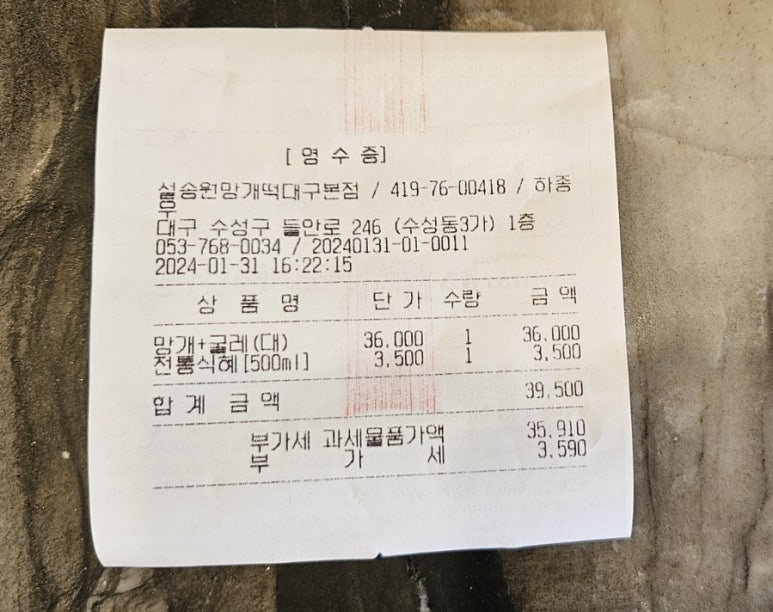 [ 영 수 증]
설송원망개떡대구본점 / 419-76-00418 / 하종
우
대구 수성구 들안로 246 (수성동3가) 1층
053-768-0034 / 20240131-01-0011
2024-01-31 16:22:15
상 품 명 단 가 수량 금 액
망개+굴레(대) 36,000 1 36,000
전통식혜[500ml] 3,500 1 3,500
합 계 금 액 39,500
부가세 과세물품가액 35,910
부 가 세 3,590